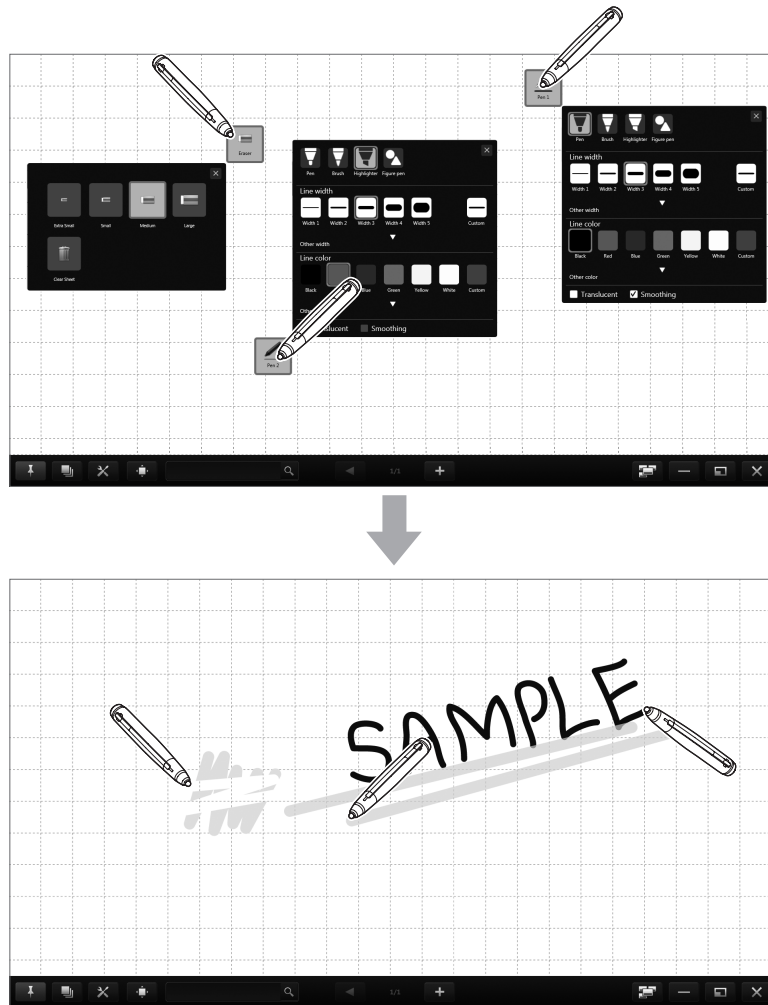 Pen 1
Eraser
Extra Small Small Medium Large
Clear Sheet
Pen Brush Highlighter Figure pen
Line width
Width 1 Width 2 Width 3 Width 4 Width 5 Custom
Other width
Line color
Black Blue Green Yellow White Custom
Smoothing
Pen 2
Pen Brush Highlighter Figure pen
Line width
Width 1 Width 2 Width 3 Width 4 Width 5 Custom
Other width
Line color
Black Red Blue Green Yellow White Custom
Other color
Translucent Smoothing
1/1
SAMPLE
1/1